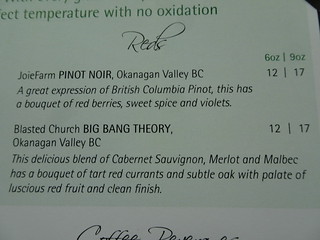 fect temperature with no oxidation
Reds
6oz | 9oz
JoieFarm PINOT NOIR, Okanagan Valley BC 12 | 17
A great expression of British Columbia Pinot, this has
a bouquet of red berries, sweet spice and violets.
Blasted Church BIG BANG THEORY, 12 | 17
Okanagan Valley BC
This delicious blend of Cabernet Sauvignon, Merlot and Malbec
has a bouquet of tart red currants and subtle oak with palate of
luscious red fruit and clean finish.
Coffee Beverages